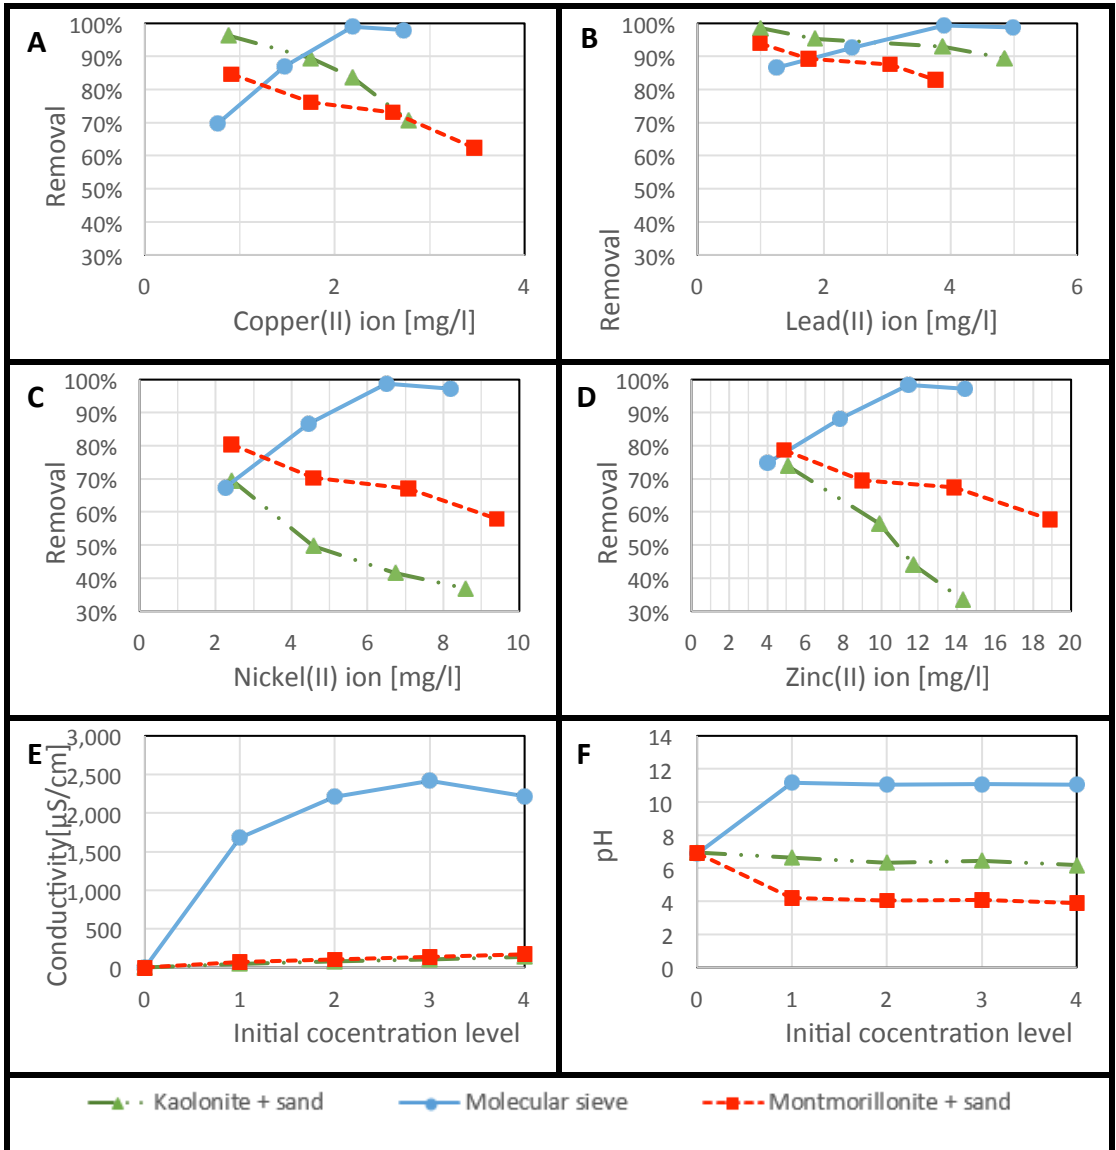 A
100%
90%
80%
70%
60%
50%
40%
30%
Removal
0 2 4
Copper(II) ion [mg/l]
B
100%
90%
80%
70%
60%
50%
40%
30%
Removal
0 2 4 6
Lead(II) ion [mg/l]
C
100%
90%
80%
70%
60%
50%
40%
30%
Removal
0 2 4 6 8 10
Nickel(II) ion [mg/l]
D
100%
90%
80%
70%
60%
50%
40%
30%
Removal
0 2 4 6 8 10 12 14 16 18 20
Zinc(II) ion [mg/l]
E
3,000
2,500
2,000
1,500
1,000
500
0
Conductivity[µS/cm]
0 1 2 3 4
Initial cocentration level
F
14
12
10
8
6
4
2
0
pH
0 1 2 3 4
Initial cocentration level
Kaolonite + sand Molecular sieve Montmorillonite + sand